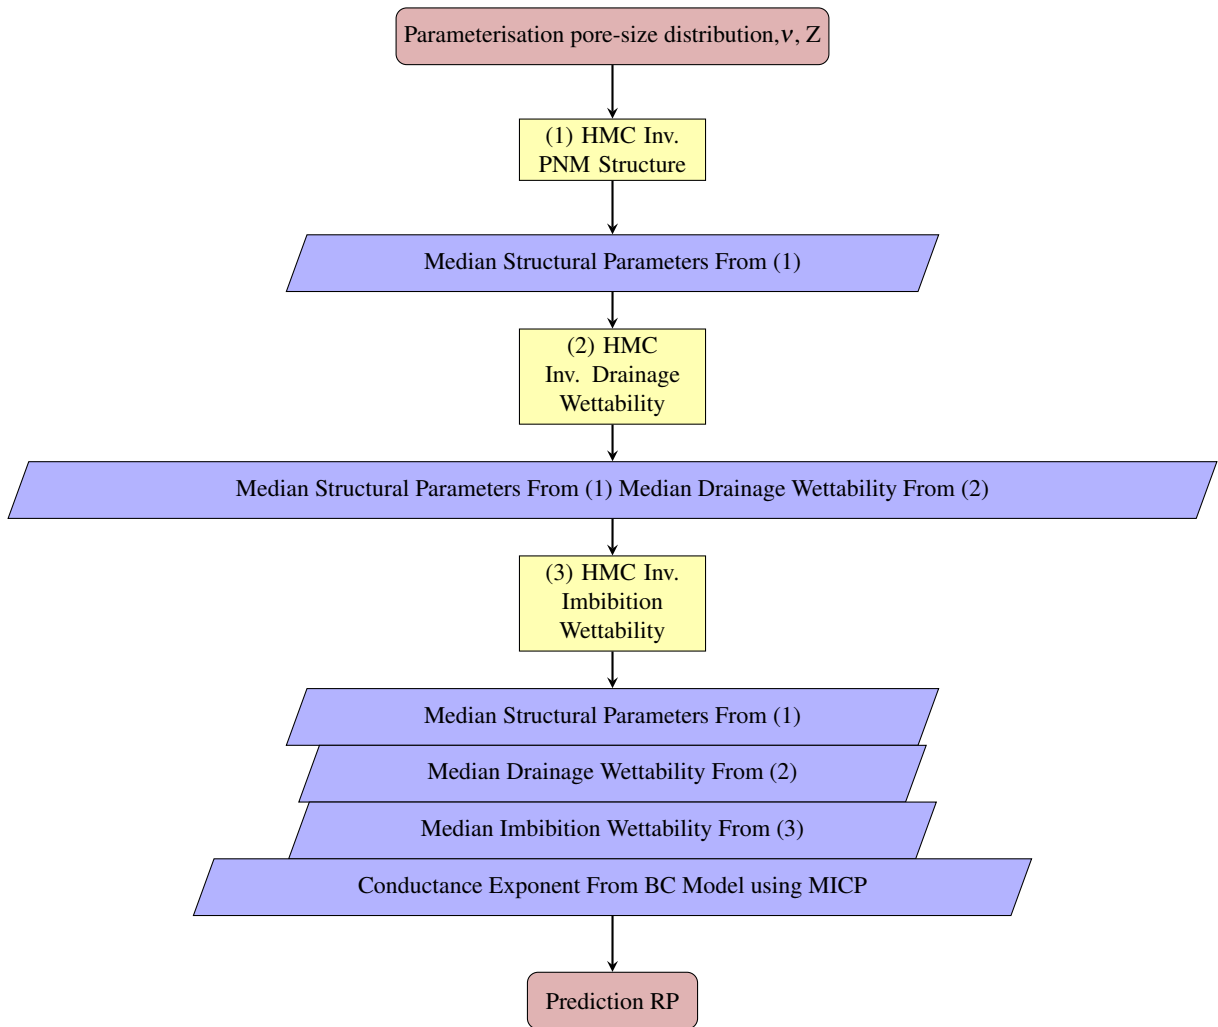 Parameterisation pore-size distribution,ν, Z
(1) HMC Inv.
PNM Structure
Median Structural Parameters From (1)
(2) HMC
Inv. Drainage
Wettability
Median Structural Parameters From (1) Median Drainage Wettability From (2)
(3) HMC Inv.
Imbibition
Wettability
Median Structural Parameters From (1)
Median Drainage Wettability From (2)
Median Imbibition Wettability From (3)
Conductance Exponent From BC Model using MICP
Prediction RP